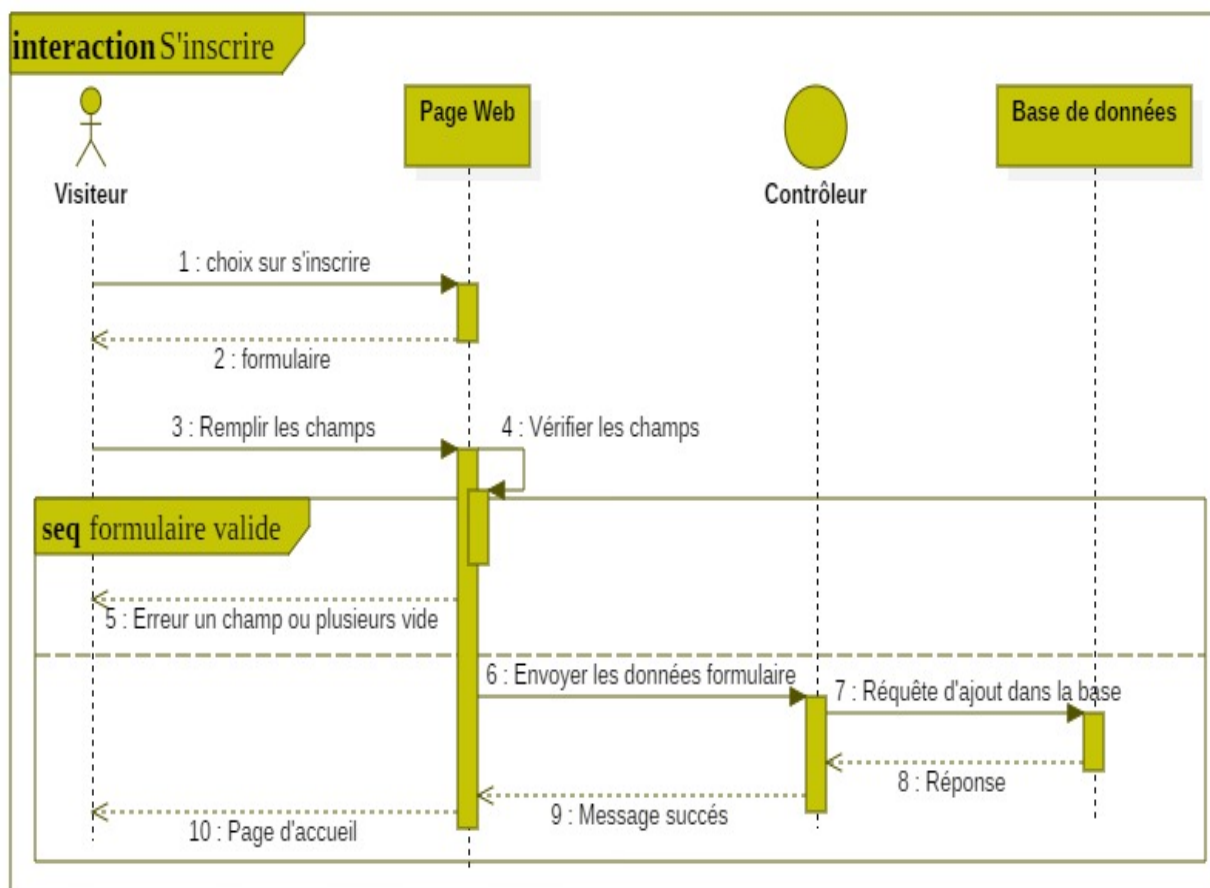 interaction S'inscrire
Page Web
Base de données
Visiteur
Contrôleur
1 : choix sur s'inscrire
2 : formulaire
3 : Remplir les champs
4 : Vérifier les champs
seq formulaire valide
5 : Erreur un champ ou plusieurs vide
6 : Envoyer les données formulaire
7 : Réquête d'ajout dans la base
8 : Réponse
9 : Message succés
10 : Page d'accueil